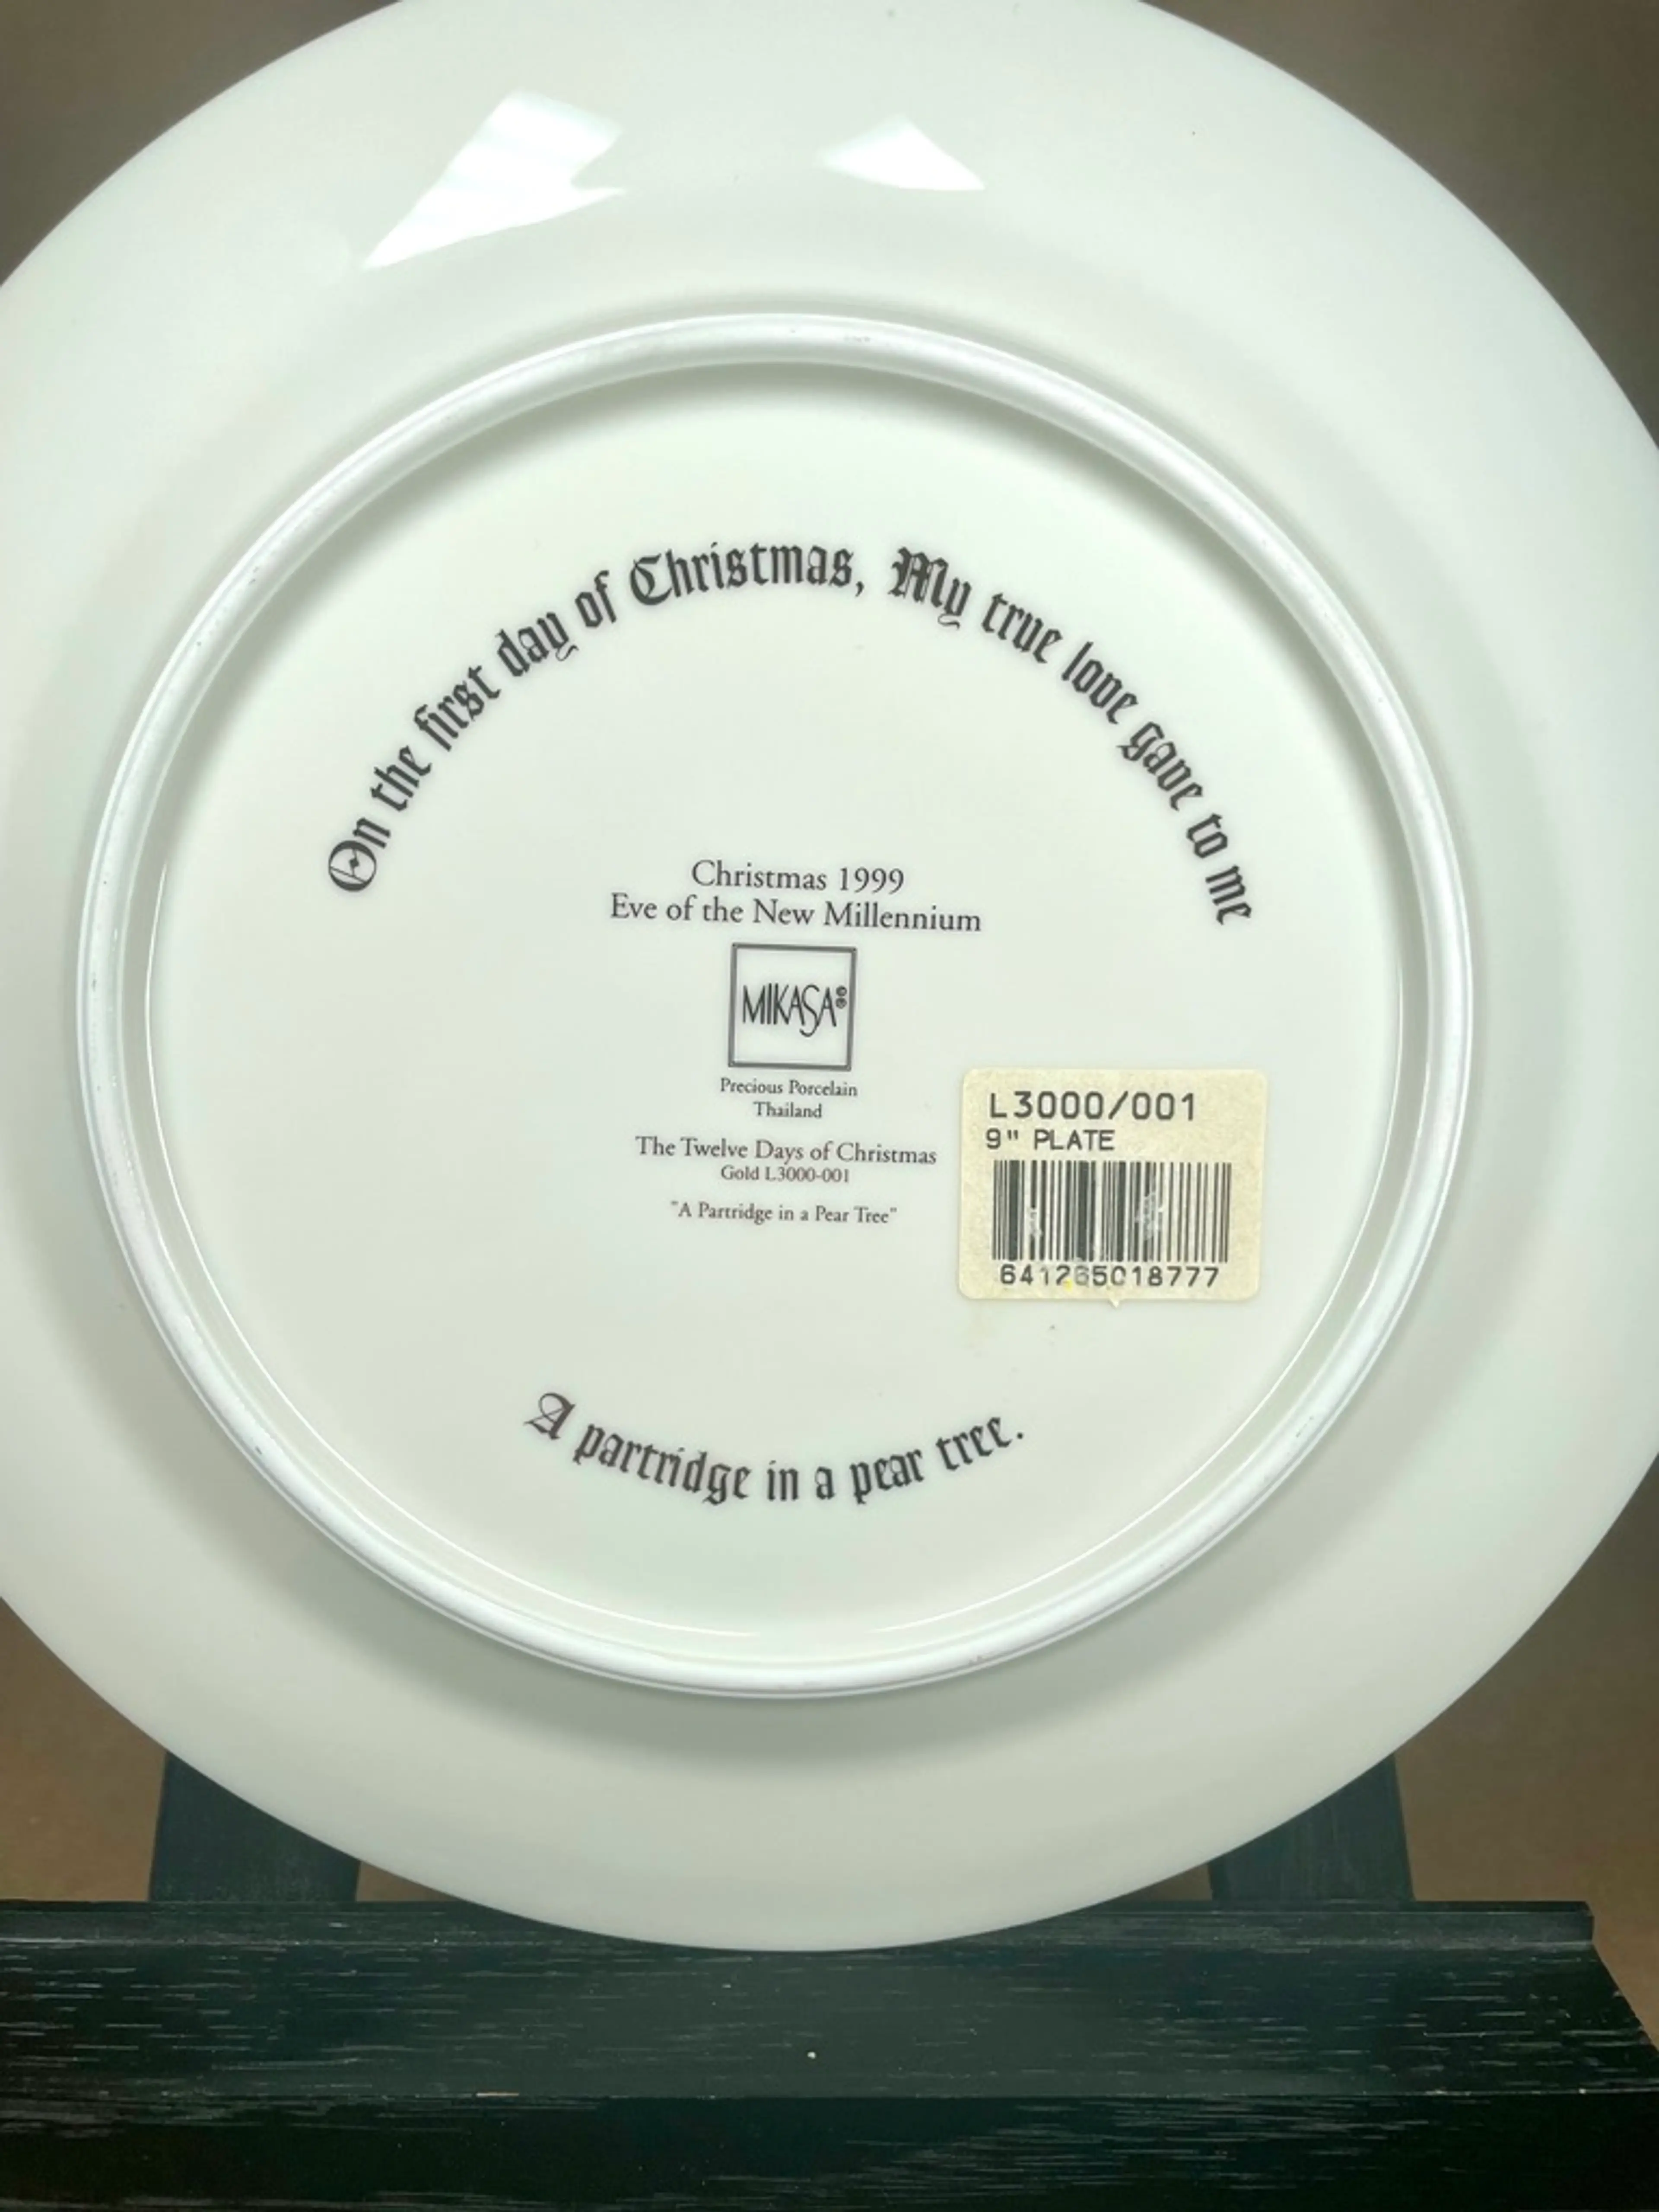 On the first day of Christmas, My true love gave to me
Christmas 1999
Eve of the New Millennium
MIKASA
Precious Porcelain
Thailand
The Twelve Days of Christmas
Gold L3000-001
"A Partridge in a Pear Tree"
L3000/001
9" PLATE
641265018777
A partridge in a pear tree.